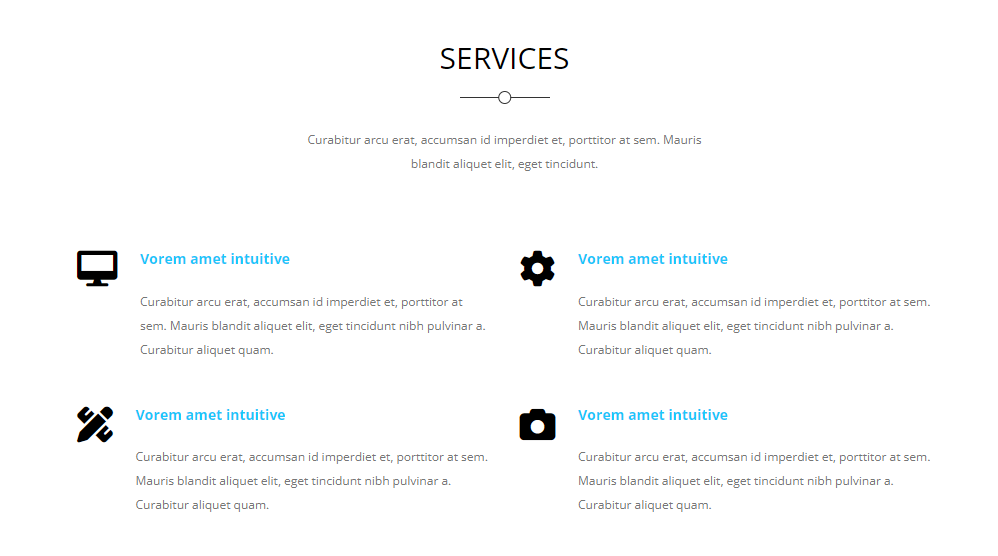 SERVICES
Curabitur arcu erat, accumsan id imperdiet et, porttitor at sem. Mauris
blandit aliquet elit, eget tincidunt.
Vorem amet intuitive
Curabitur arcu erat, accumsan id imperdiet et, porttitor at
sem. Mauris blandit aliquet elit, eget tincidunt nibh pulvinar a.
Curabitur aliquet quam.
Vorem amet intuitive
Curabitur arcu erat, accumsan id imperdiet et, porttitor at sem.
Mauris blandit aliquet elit, eget tincidunt nibh pulvinar a.
Curabitur aliquet quam.
Vorem amet intuitive
Curabitur arcu erat, accumsan id imperdiet et, porttitor at sem.
Mauris blandit aliquet elit, eget tincidunt nibh pulvinar a.
Curabitur aliquet quam.
Vorem amet intuitive
Curabitur arcu erat, accumsan id imperdiet et, porttitor at sem.
Mauris blandit aliquet elit, eget tincidunt nibh pulvinar a.
Curabitur aliquet quam.